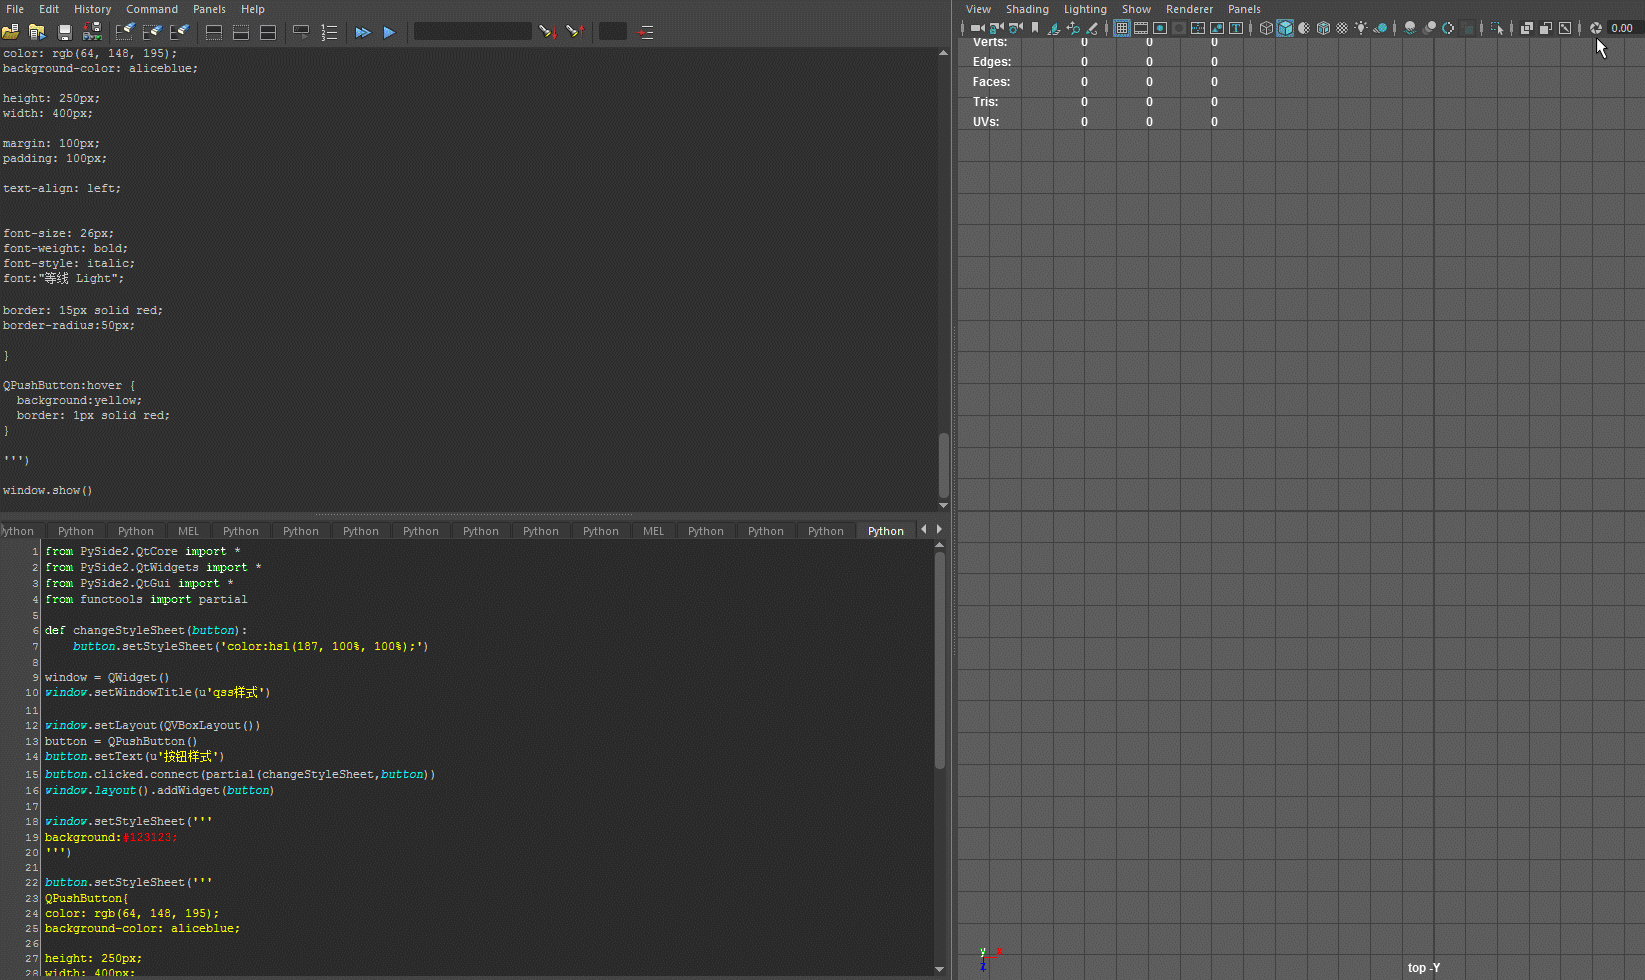 File Edit History Command Panels Help
color: rgb(64, 148, 195);
background-color: aliceblue;
height: 250px;
width: 400px;
margin: 100px;
padding: 100px;
text-align: left;
font-size: 26px;
font-weight: bold;
font-style: italic;
font:"等线 Light";
border: 15px solid red;
border-radius:50px;
}
QPushButton:hover {
background:yellow;
border: 1px solid red;
}
''')
window.show()
ython Python Python MEL Python Python Python Python Python Python Python MEL Python Python Python Python
1 from PySide2.QtCore import *
2 from PySide2.QtWidgets import *
3 from PySide2.QtGui import *
4 from functools import partial
5
6 def changeStyleSheet(button):
7 button.setStyleSheet('color:hsl(187, 100%, 100%);')
8
9 window = QWidget()
10 window.setWindowTitle(u'qss样式')
11
12 window.setLayout(QVBoxLayout())
13 button = QPushButton()
14 button.setText(u'按钮样式')
15 button.clicked.connect(partial(changeStyleSheet,button))
16 window.layout().addWidget(button)
17
18 window.setStyleSheet('''
19 background:#123123;
20 ''')
21
22 button.setStyleSheet('''
23 QPushButton{
24 color: rgb(64, 148, 195);
25 background-color: aliceblue;
26
27 height: 250px;
28 width: 400px;
View Shading Lighting Show Renderer Panels
0.00
Verts: 0 0 0
Edges: 0 0 0
Faces: 0 0 0
Tris: 0 0 0
UVs: 0 0 0
y x
z
top -Y